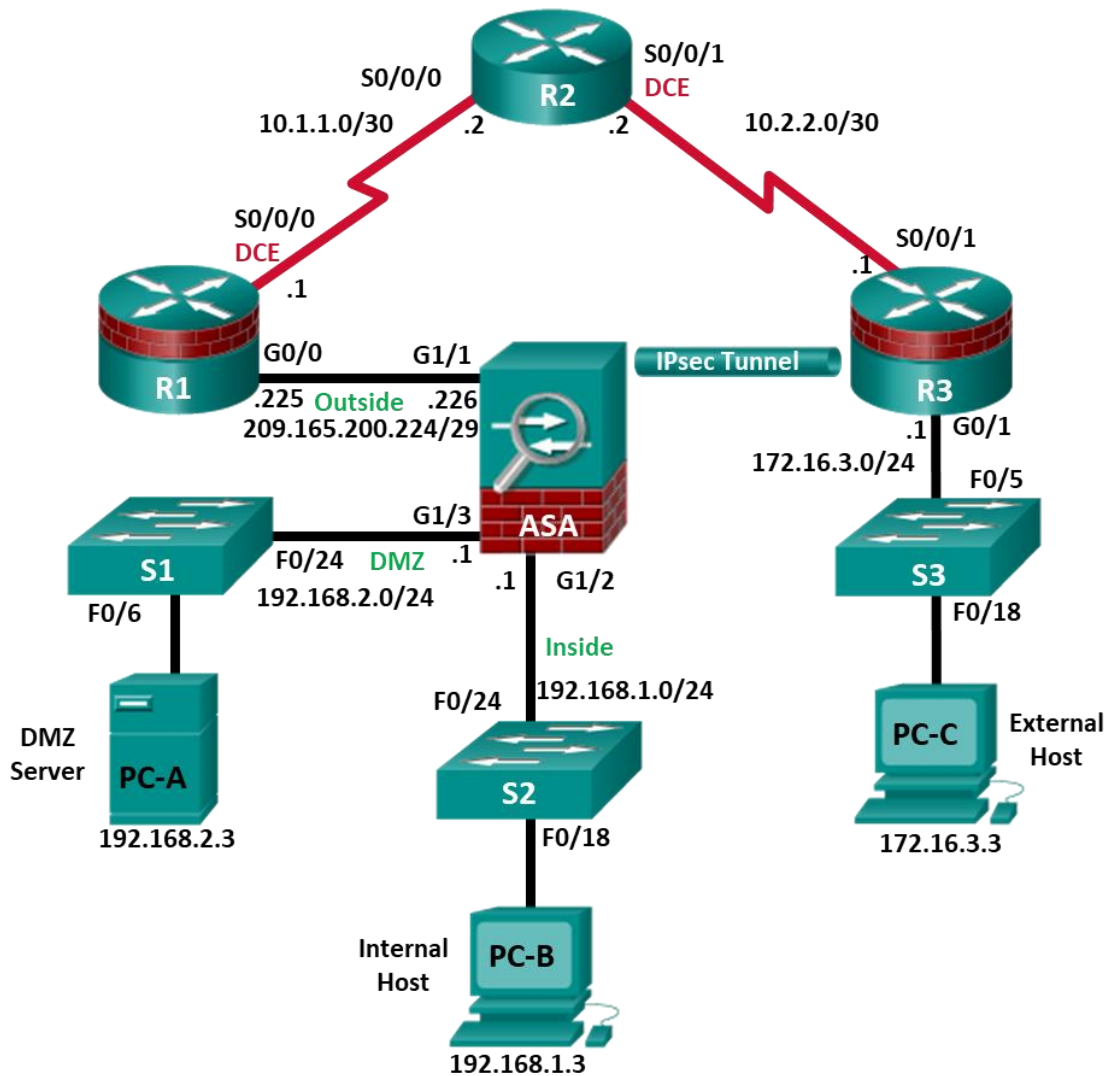 S0/0/0
R2
S0/0/1
DCE
10.1.1.0/30
.2
.2
10.2.2.0/30
S0/0/0
DCE
.1
S0/0/1
.1
R1
G0/0
G1/1
.225
Outside
.226
209.165.200.224/29
IPsec Tunnel
R3
.1
G0/1
172.16.3.0/24
F0/5
G1/3
ASA
S1
F0/24
DMZ
.1
.1
G1/2
192.168.2.0/24
F0/6
S3
F0/18
Inside
192.168.1.0/24
F0/24
DMZ
Server
PC-A
192.168.2.3
S2
F0/18
PC-C
External
Host
172.16.3.3
Internal
Host
PC-B
192.168.1.3